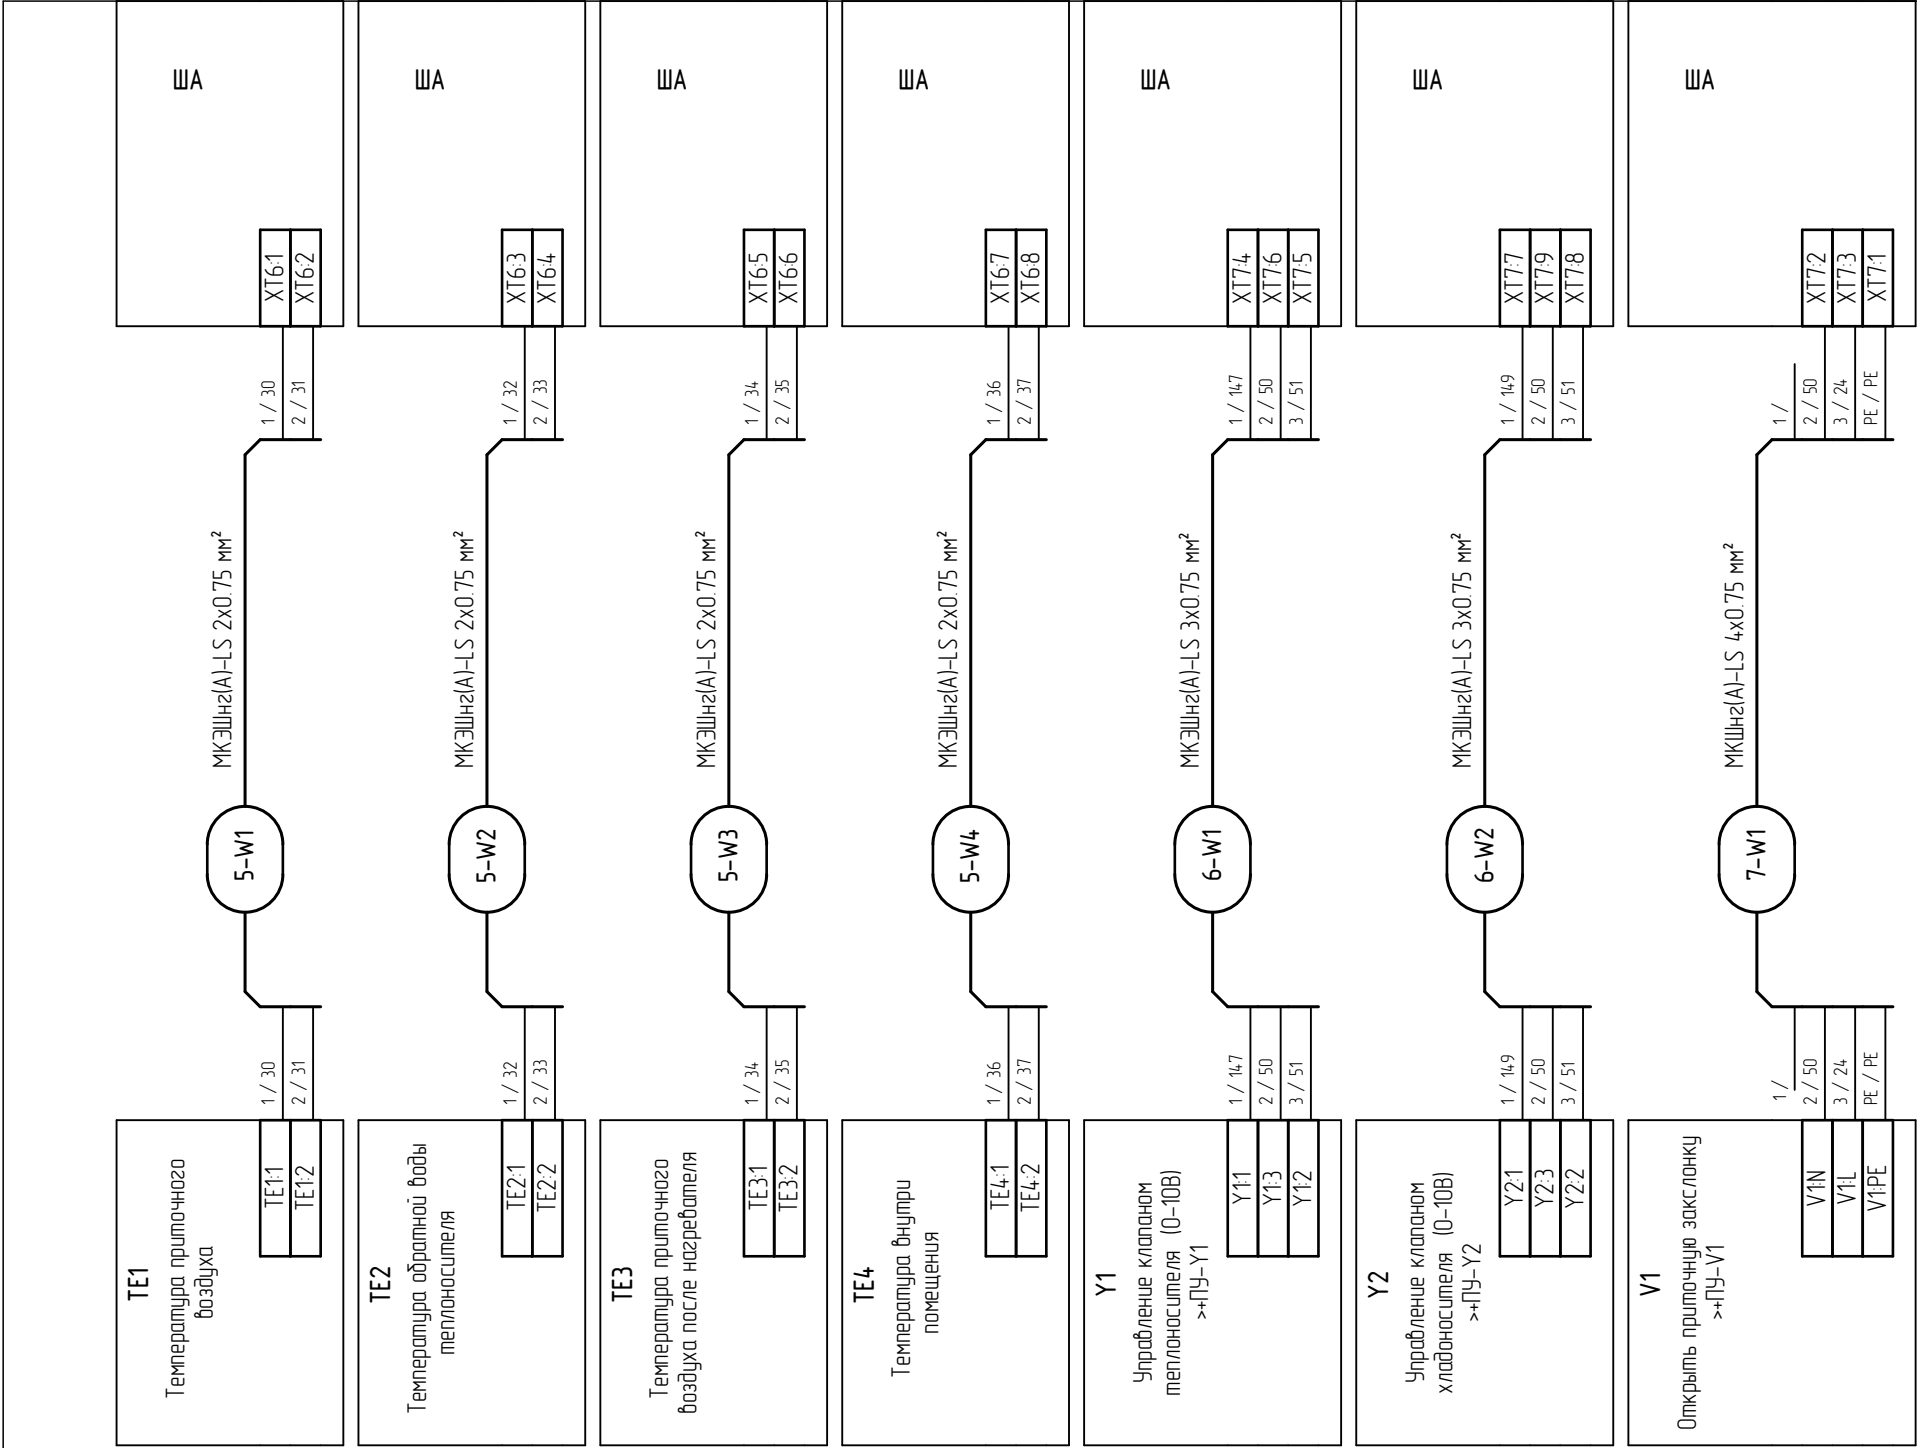 TE1
Температура приточного
воздуха
TE1:1
TE1:2
1 / 30
2 / 31
5-W1
МКЭШнг(А)-LS 2x0.75 мм²
1 / 30
2 / 31
XT6:1
XT6:2
ША
TE2
Температура обратной воды
теплоносителя
TE2:1
TE2:2
1 / 32
2 / 33
5-W2
МКЭШнг(А)-LS 2x0.75 мм²
1 / 32
2 / 33
XT6:3
XT6:4
ША
TE3
Температура приточного
воздуха после нагревателя
TE3:1
TE3:2
1 / 34
2 / 35
5-W3
МКЭШнг(А)-LS 2x0.75 мм²
1 / 34
2 / 35
XT6:5
XT6:6
ША
TE4
Температура внутри
помещения
TE4:1
TE4:2
1 / 36
2 / 37
5-W4
МКЭШнг(А)-LS 2x0.75 мм²
1 / 36
2 / 37
XT6:7
XT6:8
ША
Y1
Управление клапаном
теплоносителя (0-10В)
>+ПУ-Y1
Y1:1
Y1:3
Y1:2
1 / 147
2 / 50
3 / 51
6-W1
МКЭШнг(А)-LS 3x0.75 мм²
1 / 147
2 / 50
3 / 51
XT7:4
XT7:6
XT7:5
ША
Y2
Управление клапаном
хладоносителя (0-10В)
>+ПУ-Y2
Y2:1
Y2:3
Y2:2
1 / 149
2 / 50
3 / 51
6-W2
МКЭШнг(А)-LS 3x0.75 мм²
1 / 149
2 / 50
3 / 51
XT7:7
XT7:9
XT7:8
ША
V1
Открыть приточную закслонку
>+ПУ-V1
V1:N
V1:L
V1:PE
1 /
2 / 50
3 / 24
PE / PE
7-W1
МКШнг(А)-LS 4x0.75 мм²
1 /
2 / 50
3 / 24
PE / PE
XT7:2
XT7:3
XT7:1
ША